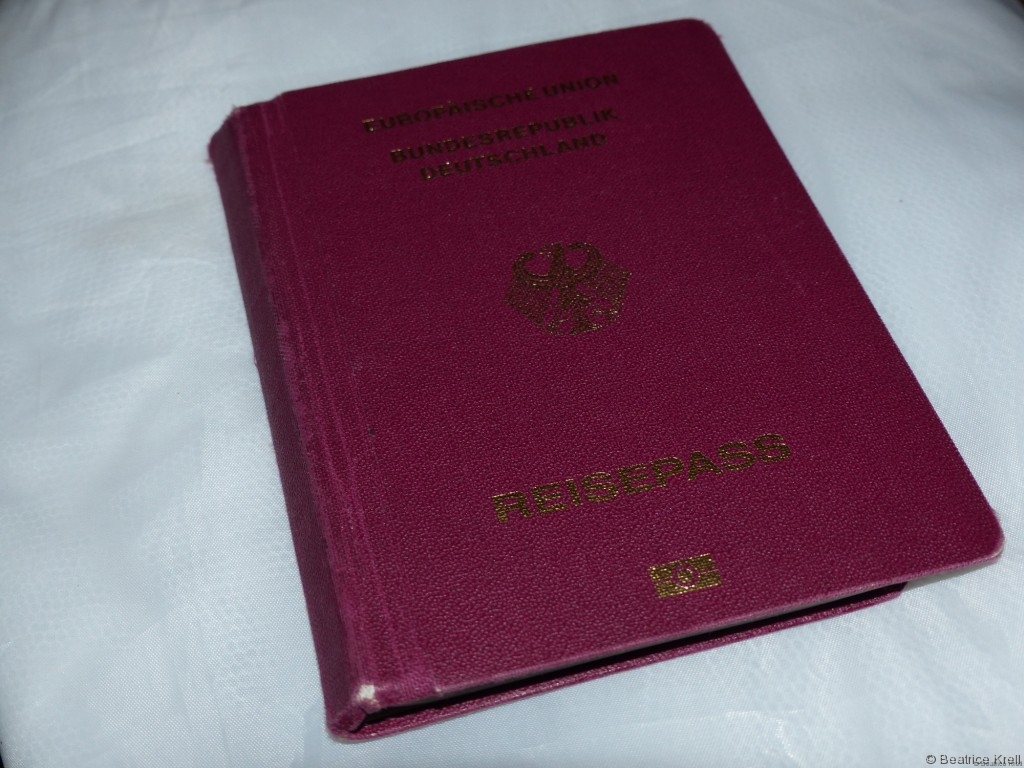 EUROPÄISCHE UNION
BUNDESREPUBLIK
DEUTSCHLAND
REISEPASS
© Beatrice Krell